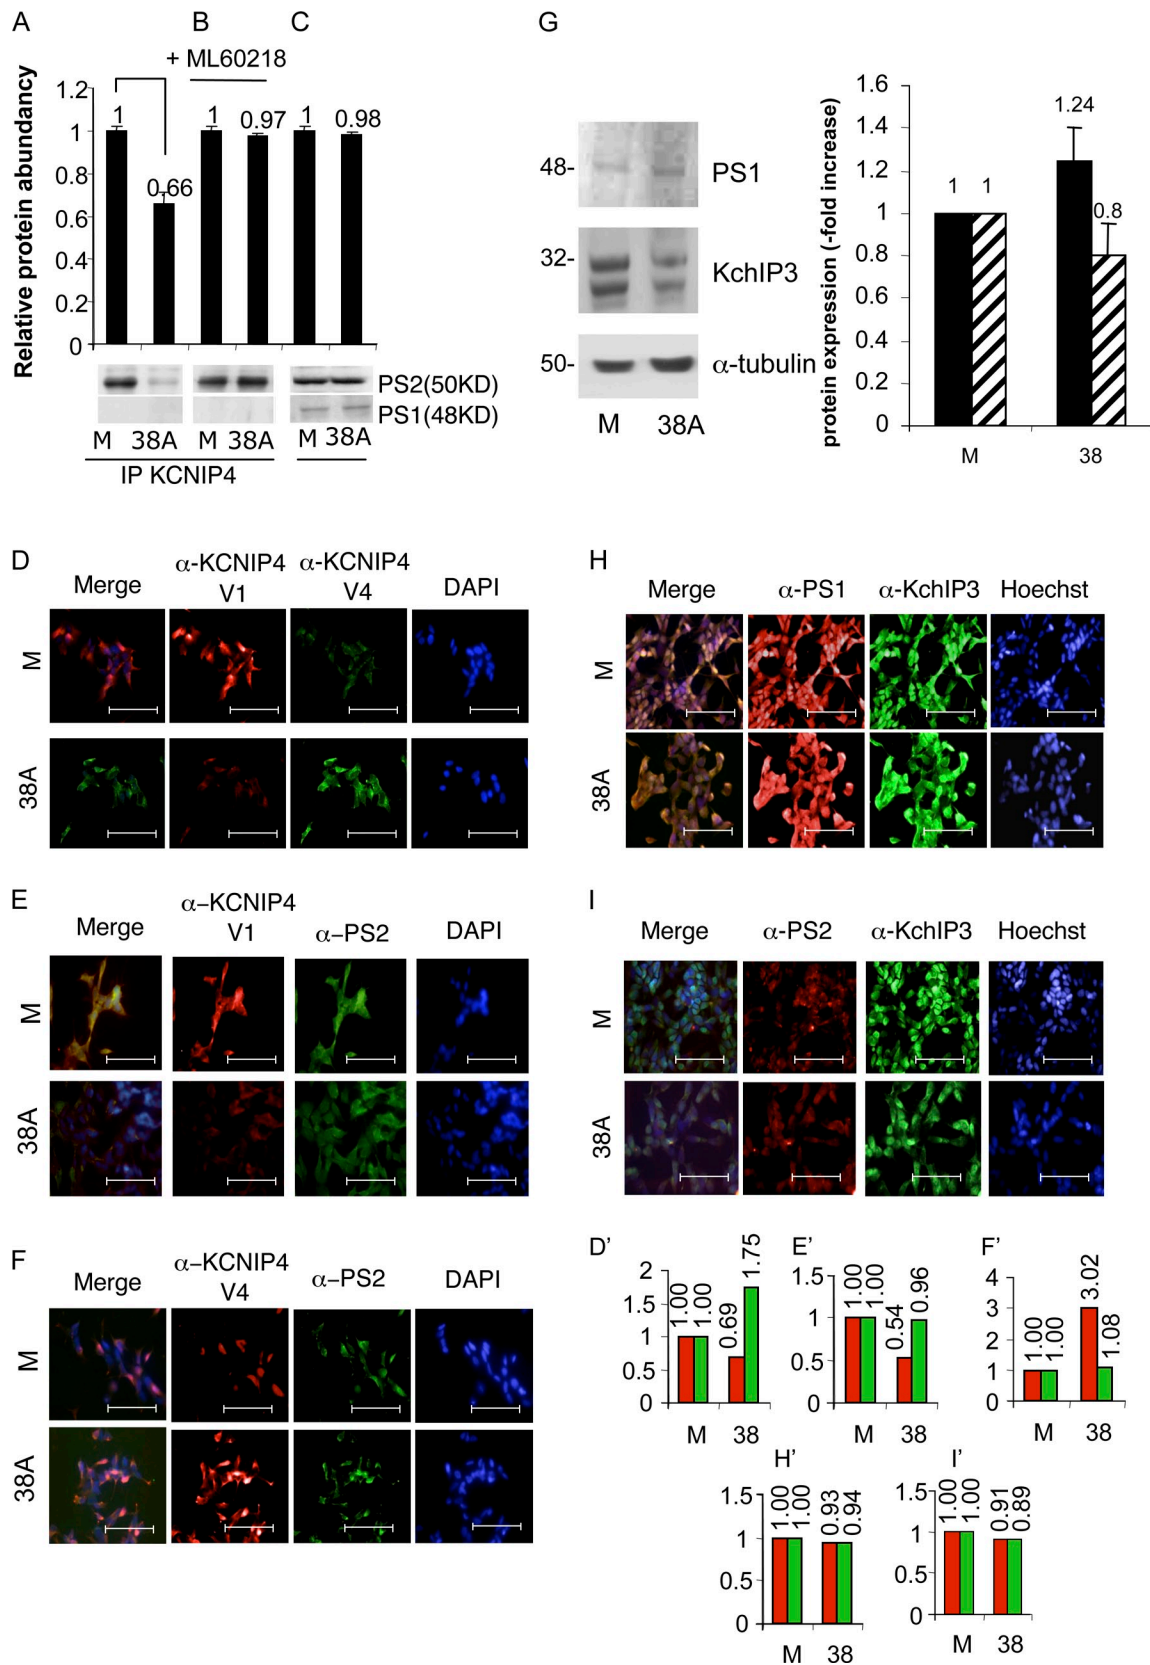 A B C
+ ML60218
Relative protein abundancy
1.2
1
0.8
0.6
0.4
0.2
0
1 0.66 1 0.97 1 0.98
PS2(50KD)
PS1(48KD)
M 38A M 38A M 38A
IP KCNIP4
G
48- PS1
32- KchIP3
50- α-tubulin
M 38A
protein expression (-fold increase)
1.6
1.4
1.2
1
0.8
0.6
0.4
0.2
0
1 1 1.24 0.8
M 38
D
Merge α-KCNIP4 V1 α-KCNIP4 V4 DAPI
M
38A
E
Merge α–KCNIP4 V1 α–PS2 DAPI
M
38A
F
Merge α–KCNIP4 V4 α–PS2 DAPI
M
38A
H
Merge α-PS1 α-KchIP3 Hoechst
M
38A
I
Merge α-PS2 α-KchIP3 Hoechst
M
38A
D'
2
1.5
1
0.5
0
1.00 1.00 0.69 1.75
M 38
E'
1.5
1
0.5
0
1.00 1.00 0.54 0.96
M 38
F'
4
3
2
1
0
1.00 1.00 3.02 1.08
M 38
H'
1.5
1
0.5
0
1.00 1.00 0.93 0.94
M 38
I'
1.5
1
0.5
0
1.00 1.00 0.91 0.89
M 38